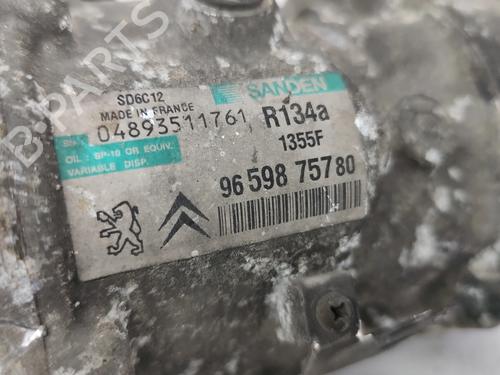 SD6C12
MADE IN FRANCE
SANDEN
04893511761
R134a
OIL : SP-10 OR EQUIV.
VARIABLE DISP.
1355F
96 598 757 80
B-PARTS